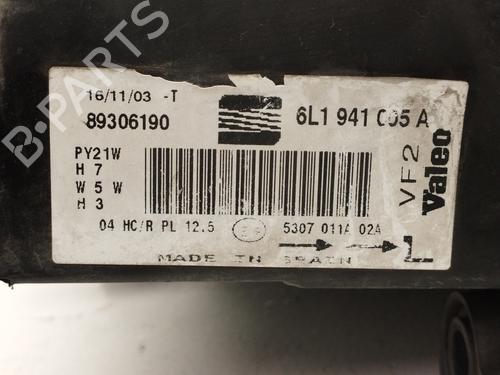 16/11/03 -T
89306190
6L1 941 005 A
PY21W
H 7
W 5 W
H 3
VF2
Valeo
04 HC/R PL 12.5
5307 011A 02A
L
MADE IN SPAIN
B-PARTS